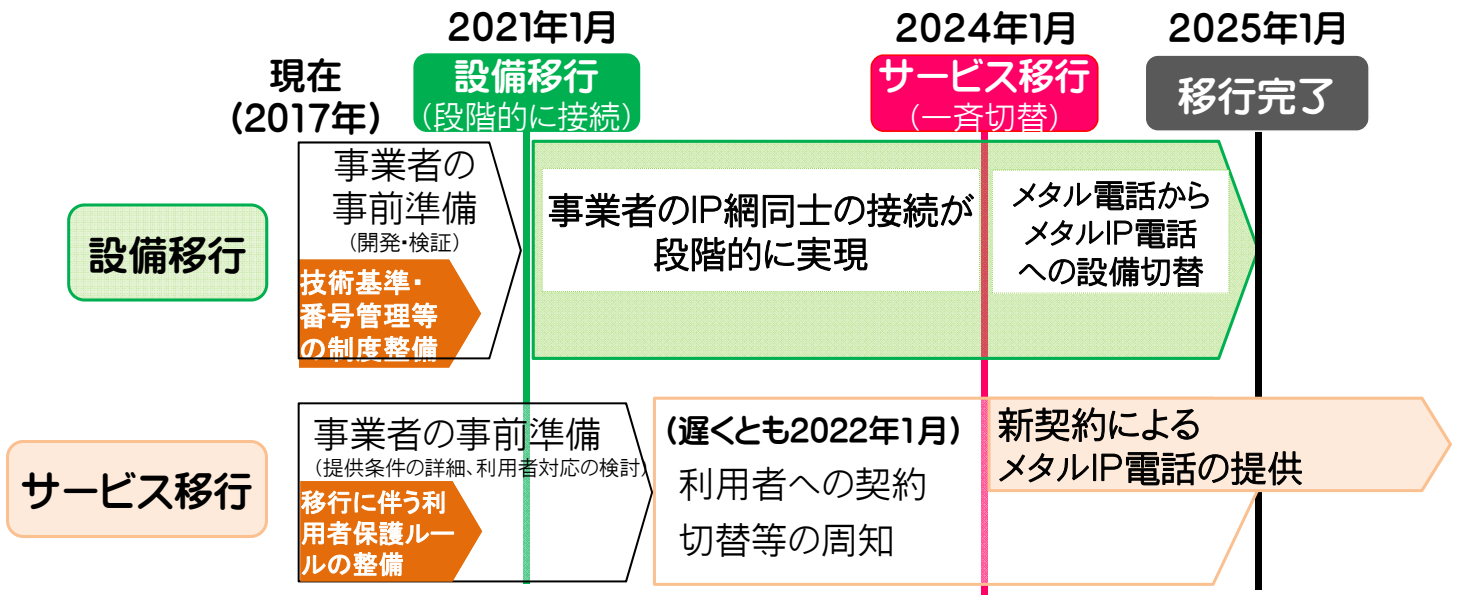 現在
(2017年)
2021年1月
設備移行
(段階的に接続)
2024年1月
サービス移行
(一斉切替)
2025年1月
移行完了
設備移行
事業者の
事前準備
(開発・検証)
技術基準・
番号管理等
の制度整備
事業者のIP網同士の接続が
段階的に実現
メタル電話から
メタルIP電話
への設備切替
サービス移行
事業者の事前準備
(提供条件の詳細、利用者対応の検討)
移行に伴う利
用者保護ルー
ルの整備
(遅くとも2022年1月)
利用者への契約
切替等の周知
新契約による
メタルIP電話の提供